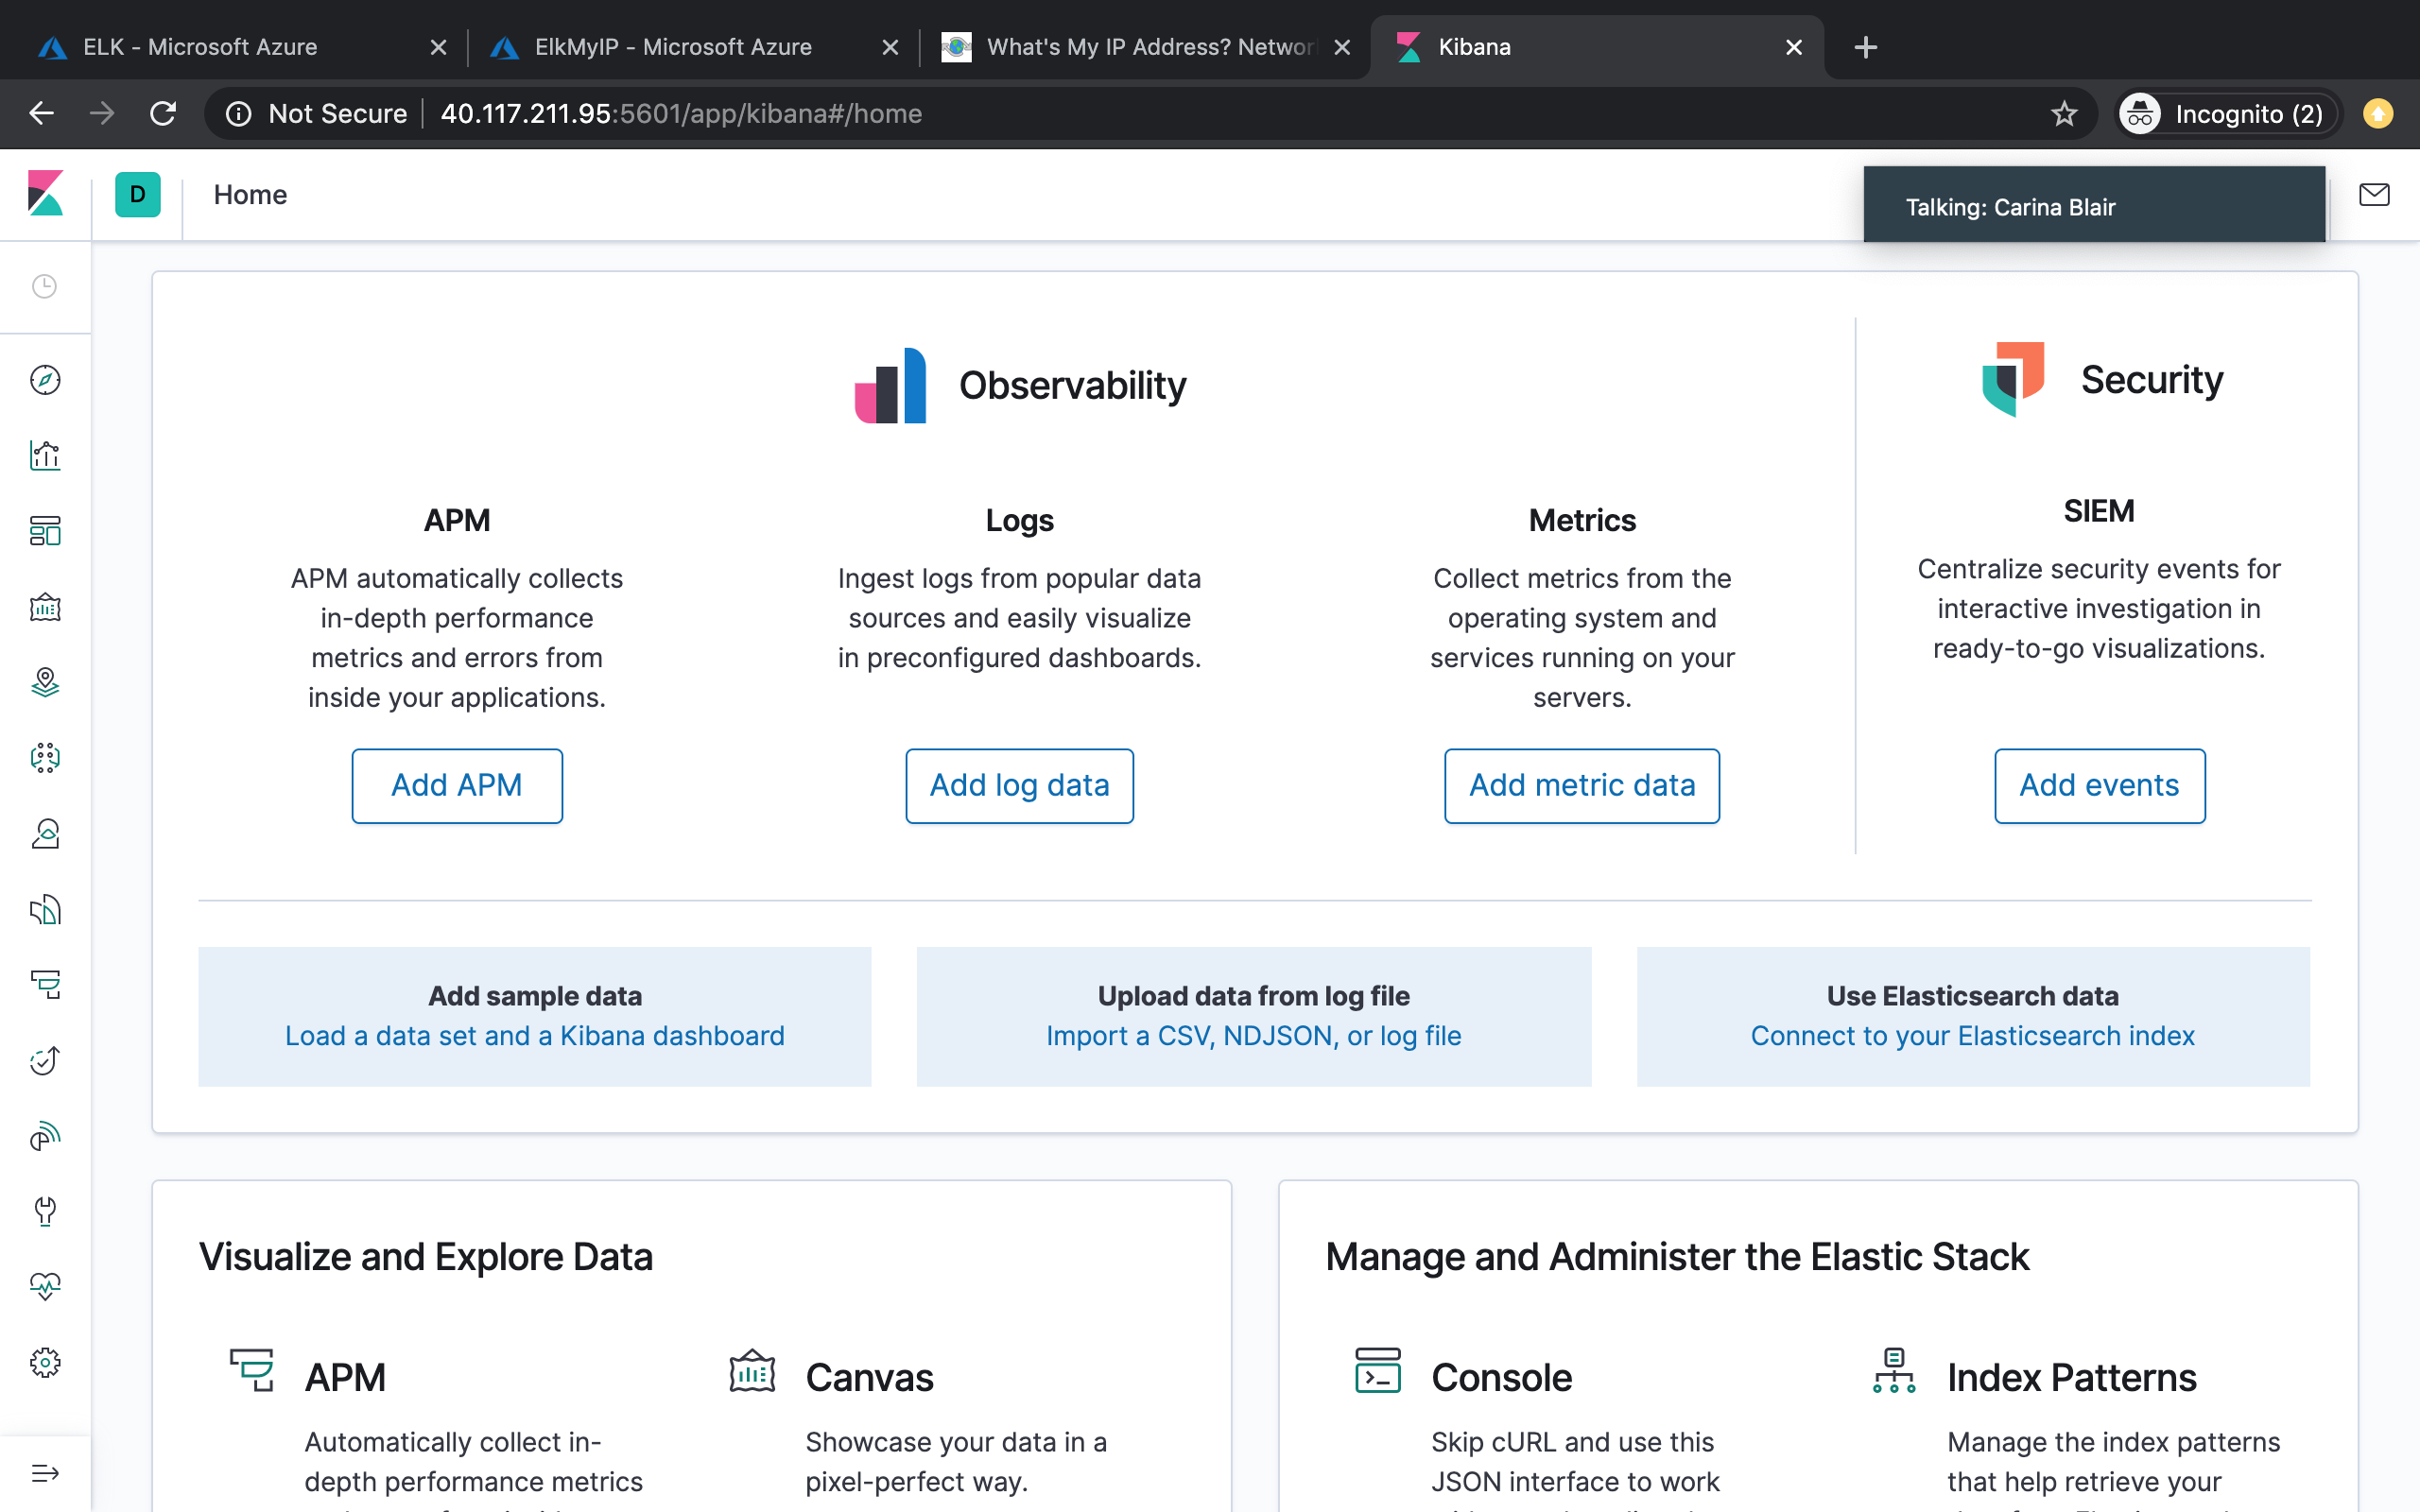 ELK - Microsoft Azure
ElkMyIP - Microsoft Azure
What's My IP Address? Networ
Kibana
Not Secure
40.117.211.95:5601/app/kibana#/home
Incognito (2)
D
Home
Talking: Carina Blair
Observability
Security
APM
APM automatically collects
in-depth performance
metrics and errors from
inside your applications.
Add APM
Logs
Ingest logs from popular data
sources and easily visualize
in preconfigured dashboards.
Add log data
Metrics
Collect metrics from the
operating system and
services running on your
servers.
Add metric data
SIEM
Centralize security events for
interactive investigation in
ready-to-go visualizations.
Add events
Add sample data
Load a data set and a Kibana dashboard
Upload data from log file
Import a CSV, NDJSON, or log file
Use Elasticsearch data
Connect to your Elasticsearch index
Visualize and Explore Data
APM
Automatically collect in-
depth performance metrics
Canvas
Showcase your data in a
pixel-perfect way.
Manage and Administer the Elastic Stack
Console
Skip cURL and use this
JSON interface to work
Index Patterns
Manage the index patterns
that help retrieve your